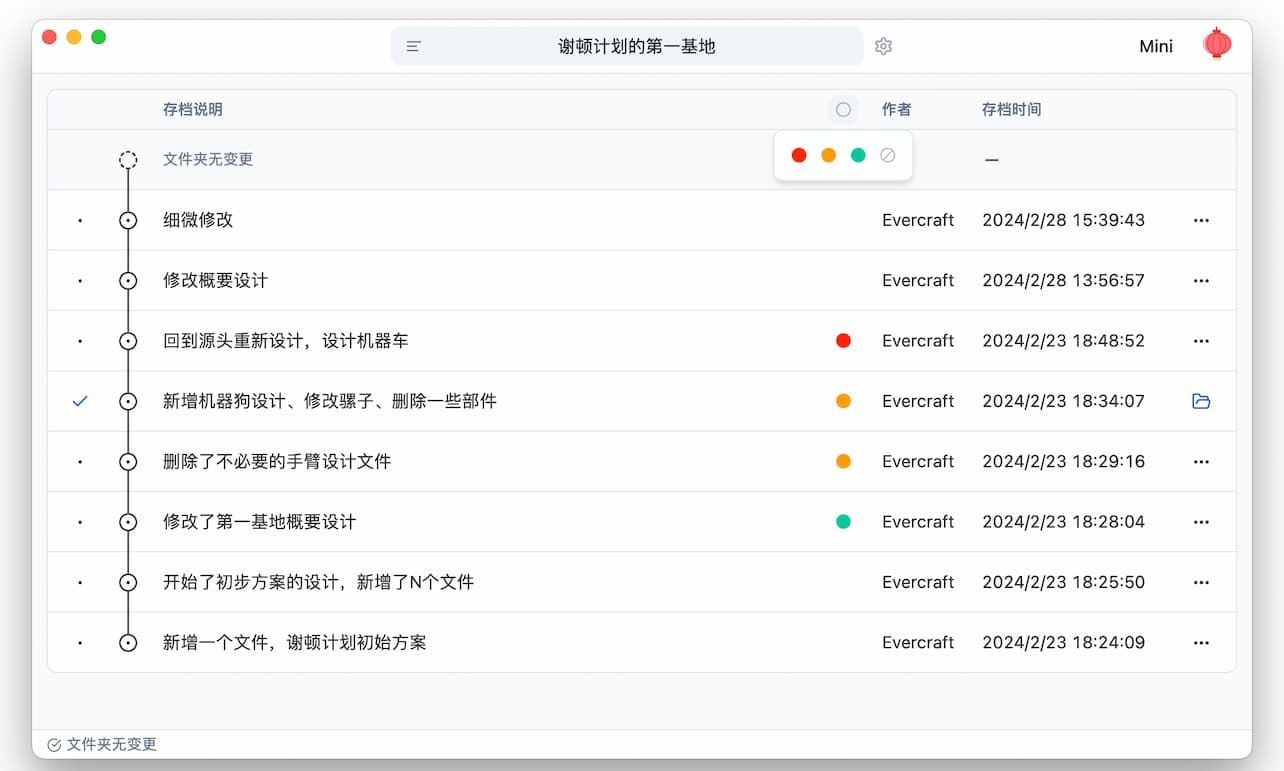 谢顿计划的第一基地
Mini
存档说明 作者 存档时间
文件夹无变更 —
细微修改 Evercraft 2024/2/28 15:39:43
修改概要设计 Evercraft 2024/2/28 13:56:57
回到源头重新设计，设计机器车 Evercraft 2024/2/23 18:48:52
新增机器狗设计、修改骡子、删除一些部件 Evercraft 2024/2/23 18:34:07
删除了不必要的手臂设计文件 Evercraft 2024/2/23 18:29:16
修改了第一基地概要设计 Evercraft 2024/2/23 18:28:04
开始了初步方案的设计，新增了N个文件 Evercraft 2024/2/23 18:25:50
新增一个文件，谢顿计划初始方案 Evercraft 2024/2/23 18:24:09
文件夹无变更